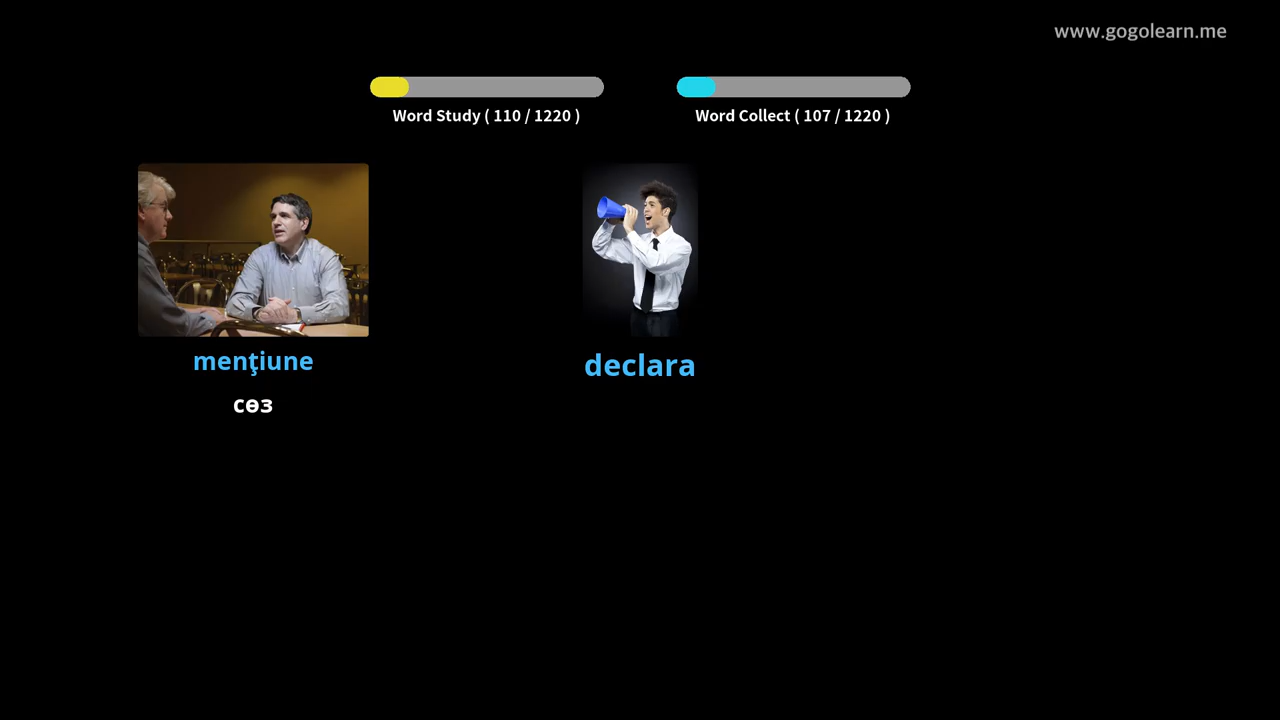 www.gogolearn.me
Word Study ( 110 / 1220 )
Word Collect ( 107 / 1220 )
menţiune
сөз
declara